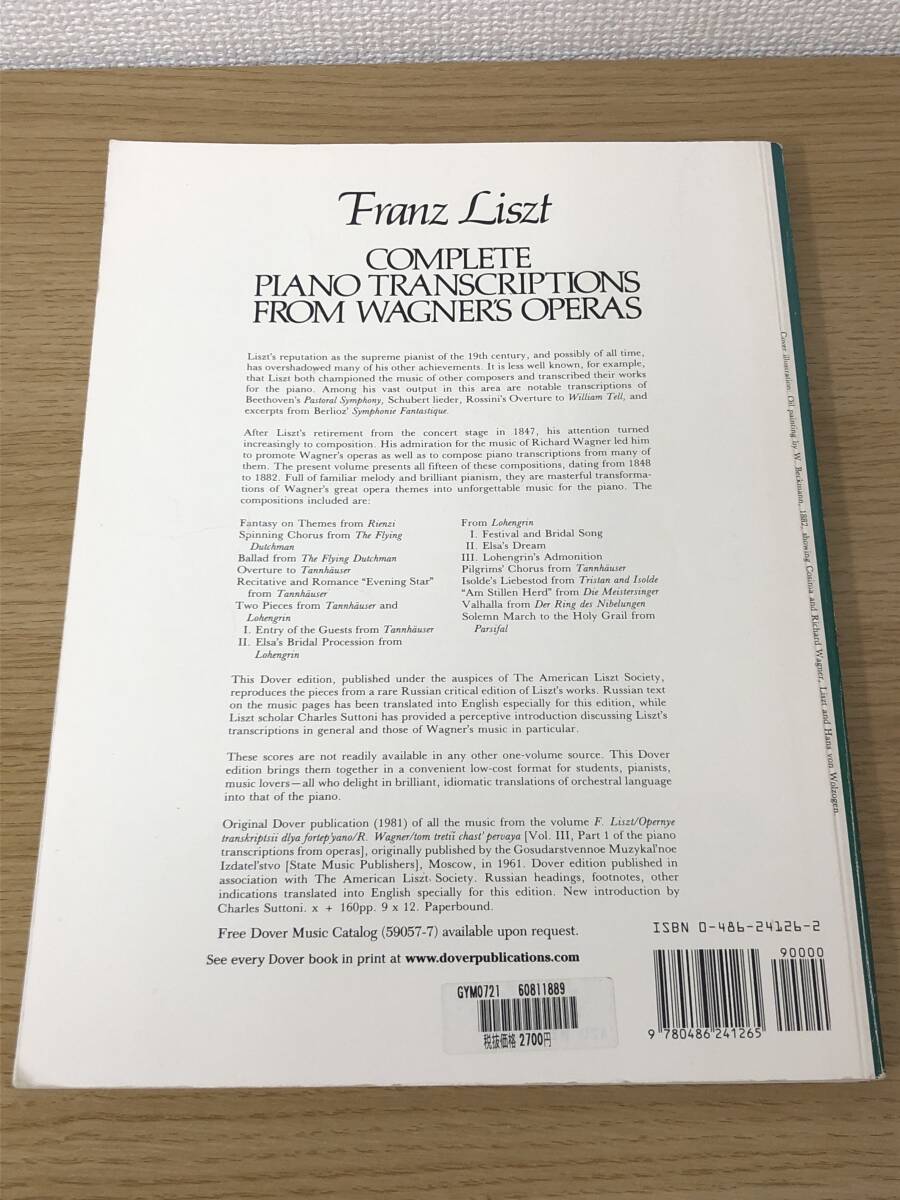 Franz Liszt
COMPLETE
PIANO TRANSCRIPTIONS
FROM WAGNER'S OPERAS
Liszt's reputation as the supreme pianist of the 19th century, and possibly of all time,
has overshadowed many of his other achievements. It is less well known, for example,
that Liszt both championed the music of other composers and transcribed their works
for the piano. Among his vast output in this area are notable transcriptions of
Beethoven's Pastoral Symphony, Schubert lieder, Rossini's Overture to William Tell, and
excerpts from Berlioz' Symphonie Fantastique.
After Liszt's retirement from the concert stage in 1847, his attention turned
increasingly to composition. His admiration for the music of Richard Wagner led him
to promote Wagner's operas as well as to compose piano transcriptions from many of
them. The present volume presents all fifteen of these compositions, dating from 1848
to 1882. Full of familiar melody and brilliant pianism, they are masterful transforma-
tions of Wagner's great opera themes into unforgettable music for the piano. The
compositions included are:
Fantasy on Themes from Rienzi
Spinning Chorus from The Flying
Dutchman
Ballad from The Flying Dutchman
Overture to Tannhäuser
Recitative and Romance "Evening Star"
from Tannhäuser
Two Pieces from Tannhäuser and
Lohengrin
I. Entry of the Guests from Tannhäuser
II. Elsa's Bridal Procession from
Lohengrin
From Lohengrin
I. Festival and Bridal Song
II. Elsa's Dream
III. Lohengrin's Admonition
Pilgrims' Chorus from Tannhäuser
Isolde's Liebestod from Tristan and Isolde
"Am Stillen Herd" from Die Meistersinger
Valhalla from Der Ring des Nibelungen
Solemn March to the Holy Grail from
Parsifal
This Dover edition, published under the auspices of The American Liszt Society,
reproduces the pieces from a rare Russian critical edition of Liszt's works. Russian text
on the music pages has been translated into English especially for this edition, while
Liszt scholar Charles Suttoni has provided a perceptive introduction discussing Liszt's
transcriptions in general and those of Wagner's music in particular.
These scores are not readily available in any other one-volume source. This Dover
edition brings them together in a convenient low-cost format for students, pianists,
music lovers—all who delight in brilliant, idiomatic translations of orchestral language
into that of the piano.
Original Dover publication (1981) of all the music from the volume F. Liszt/Opernye
transkriptsii dlya fortep'yano/R. Wagner/tom tretiĭ chast' pervaya [Vol. III, Part 1 of the piano
transcriptions from operas], originally published by the Gosudarstvennoe Muzykal'noe
Izdatel'stvo [State Music Publishers], Moscow, in 1961. Dover edition published in
association with The American Liszt Society. Russian headings, footnotes, other
indications translated into English specially for this edition. New introduction by
Charles Suttoni. x + 160pp. 9 x 12. Paperbound.
Free Dover Music Catalog (59057-7) available upon request.
See every Dover book in print at www.doverpublications.com
ISBN 0-486-24126-2
90000
9 780486 241265
GYM0721 60811889
税抜価格 2700円
Cover illustration: Oil painting by W. Beckmann, 1882, showing Cosima and Richard Wagner, Liszt and Hans von Wolzogen.